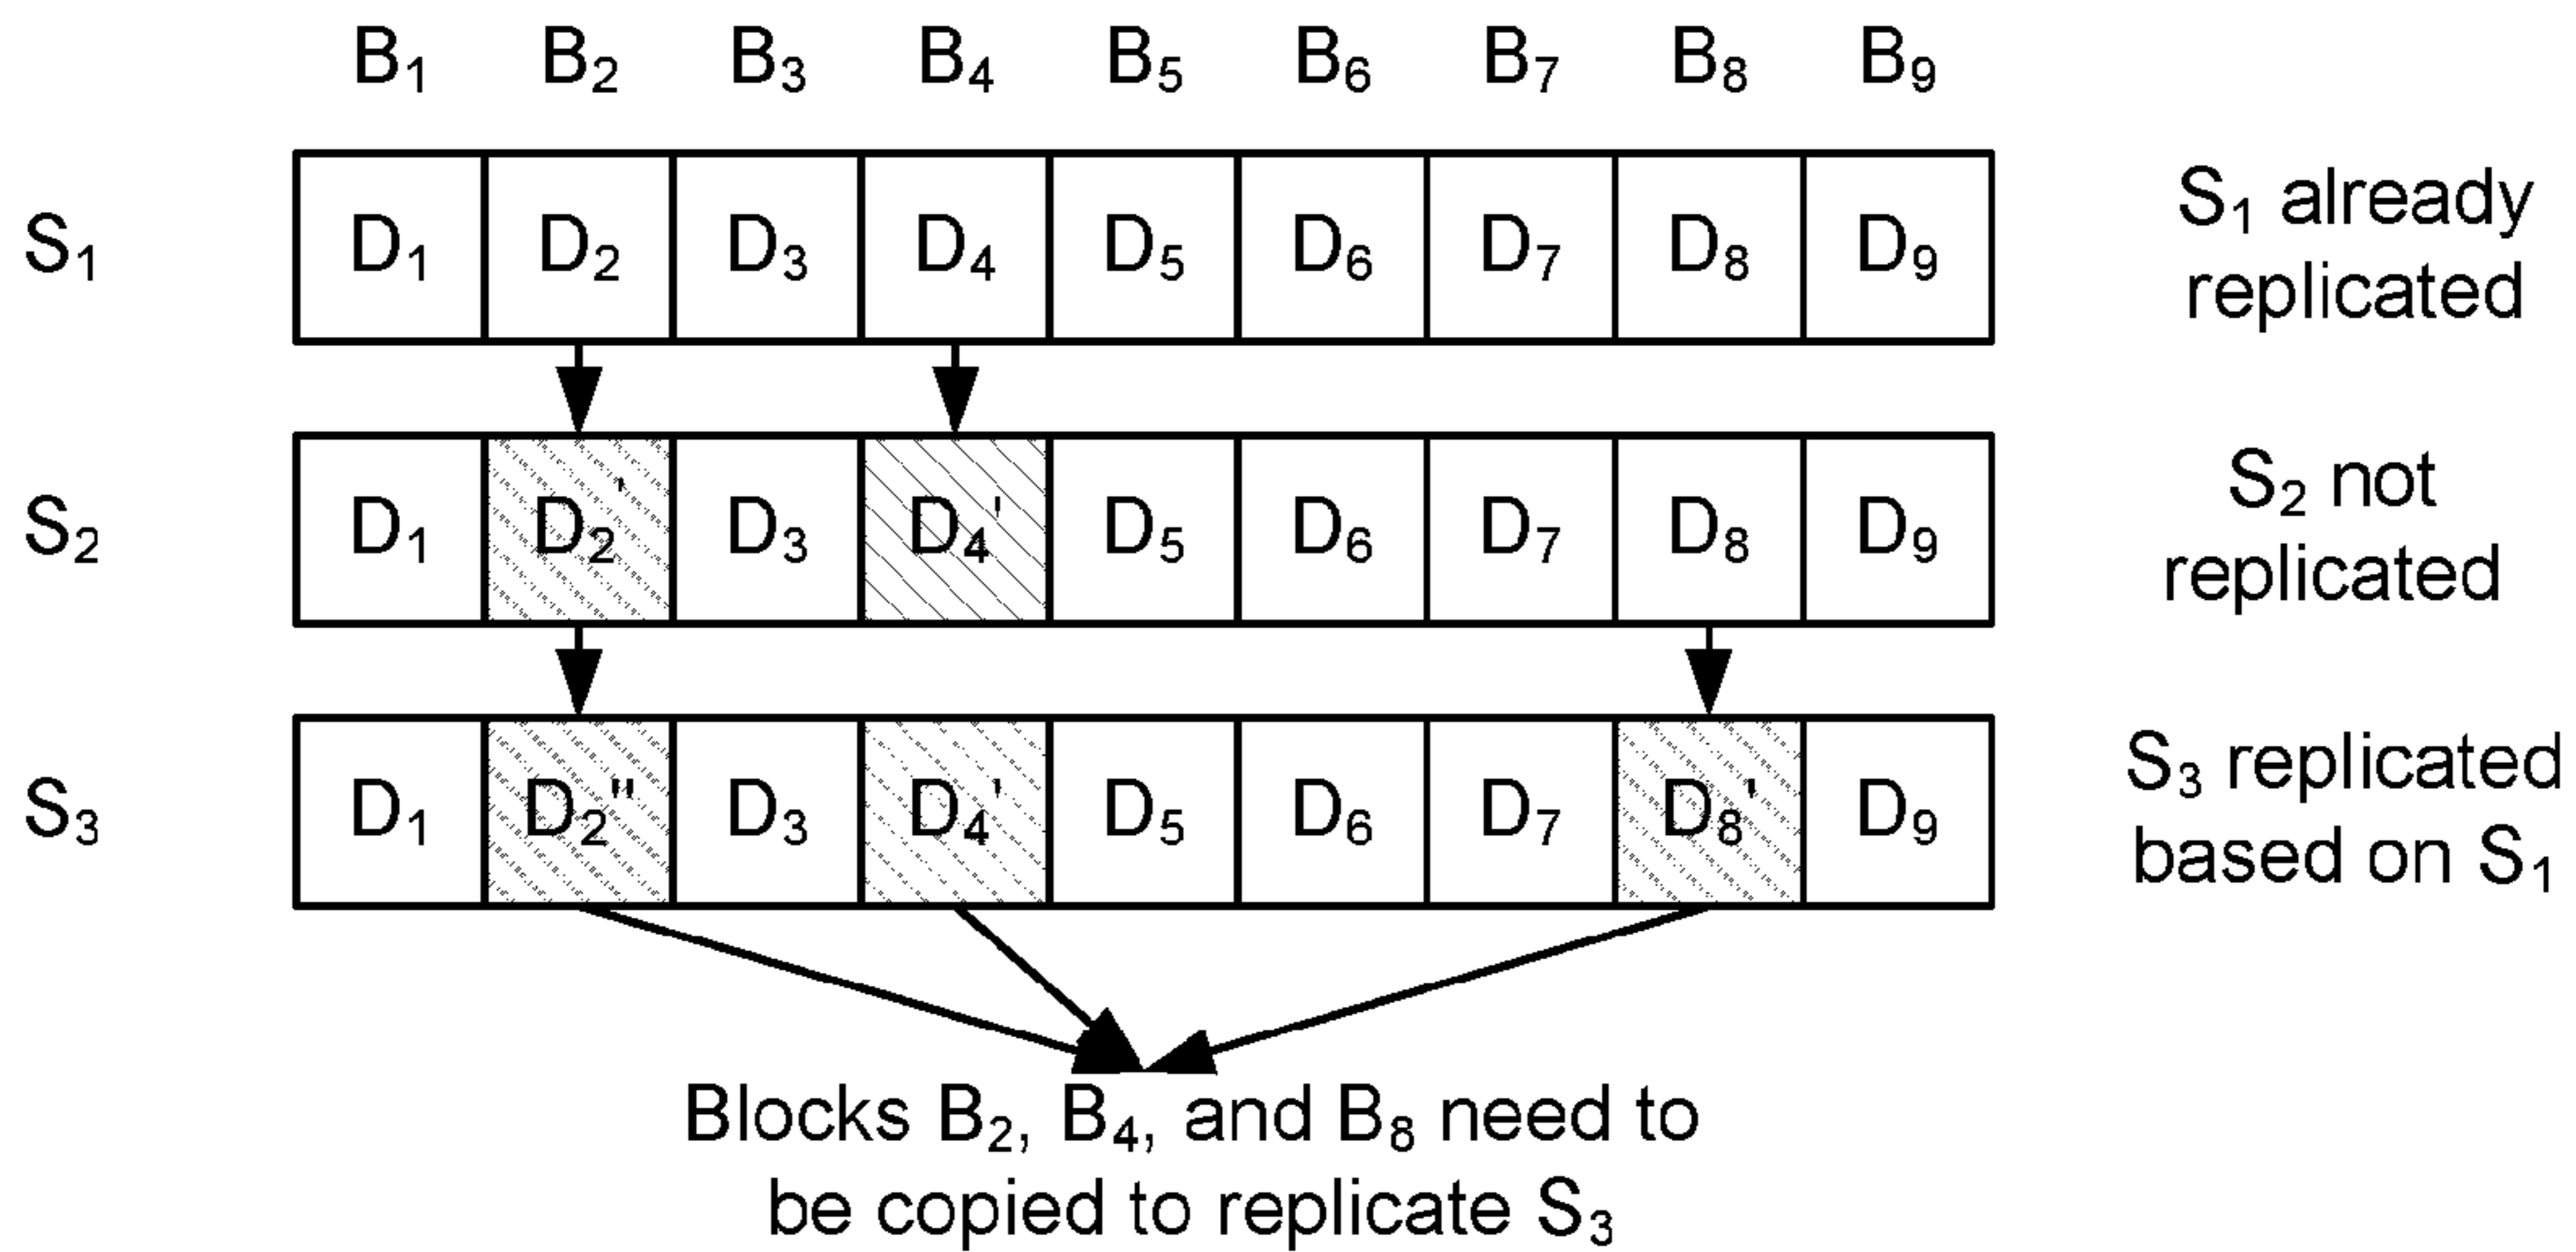 B₁ B₂ B₃ B₄ B₅ B₆ B₇ B₈ B₉
S₁ D₁ D₂ D₃ D₄ D₅ D₆ D₇ D₈ D₉
S₁ already
replicated
S₂ D₁ D₂' D₃ D₄' D₅ D₆ D₇ D₈ D₉
S₂ not
replicated
S₃ D₁ D₂" D₃ D₄' D₅ D₆ D₇ D₈' D₉
S₃ replicated
based on S₁
Blocks B₂, B₄, and B₈ need to
be copied to replicate S₃